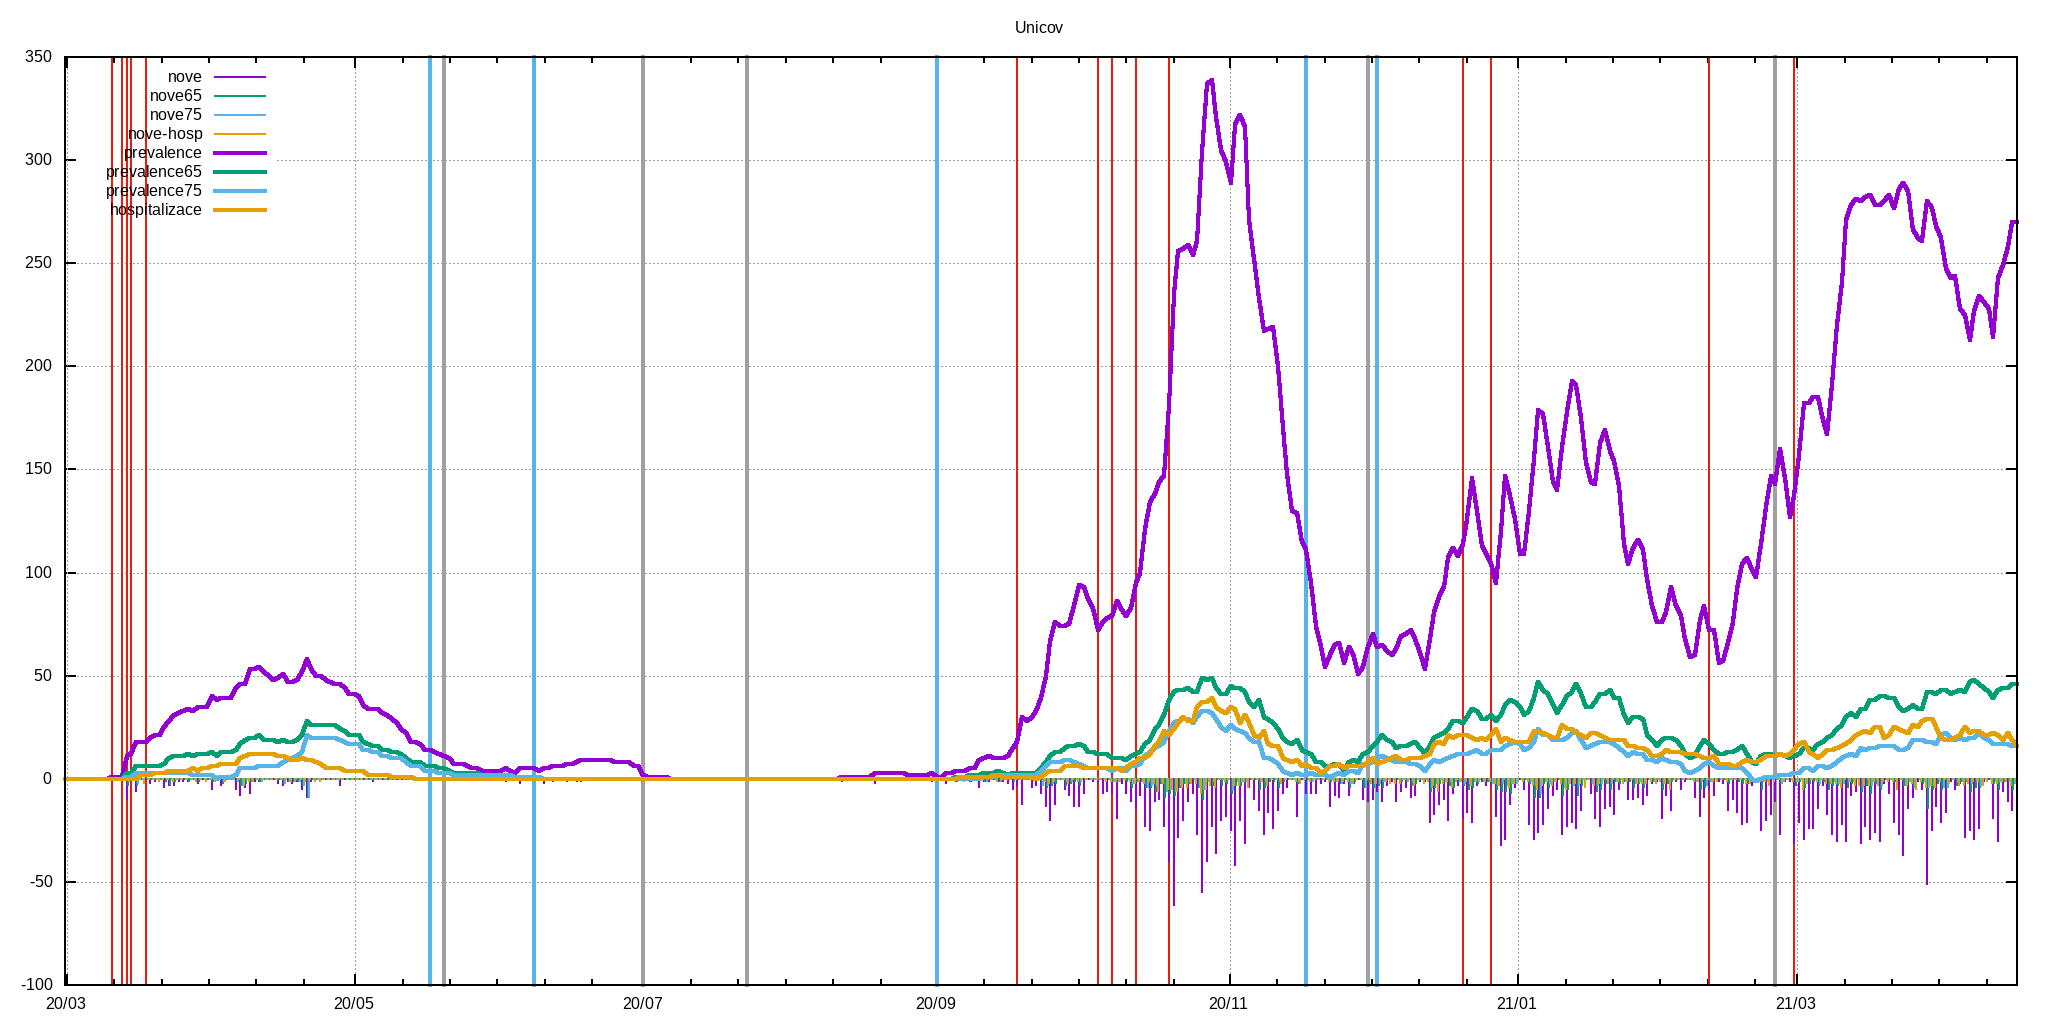 Unicov
350
300
250
200
150
100
50
0
-50
-100
nove
nove65
nove75
nove-hosp
prevalence
prevalence65
prevalence75
hospitalizace
20/03 20/05 20/07 20/09 20/11 21/01 21/03